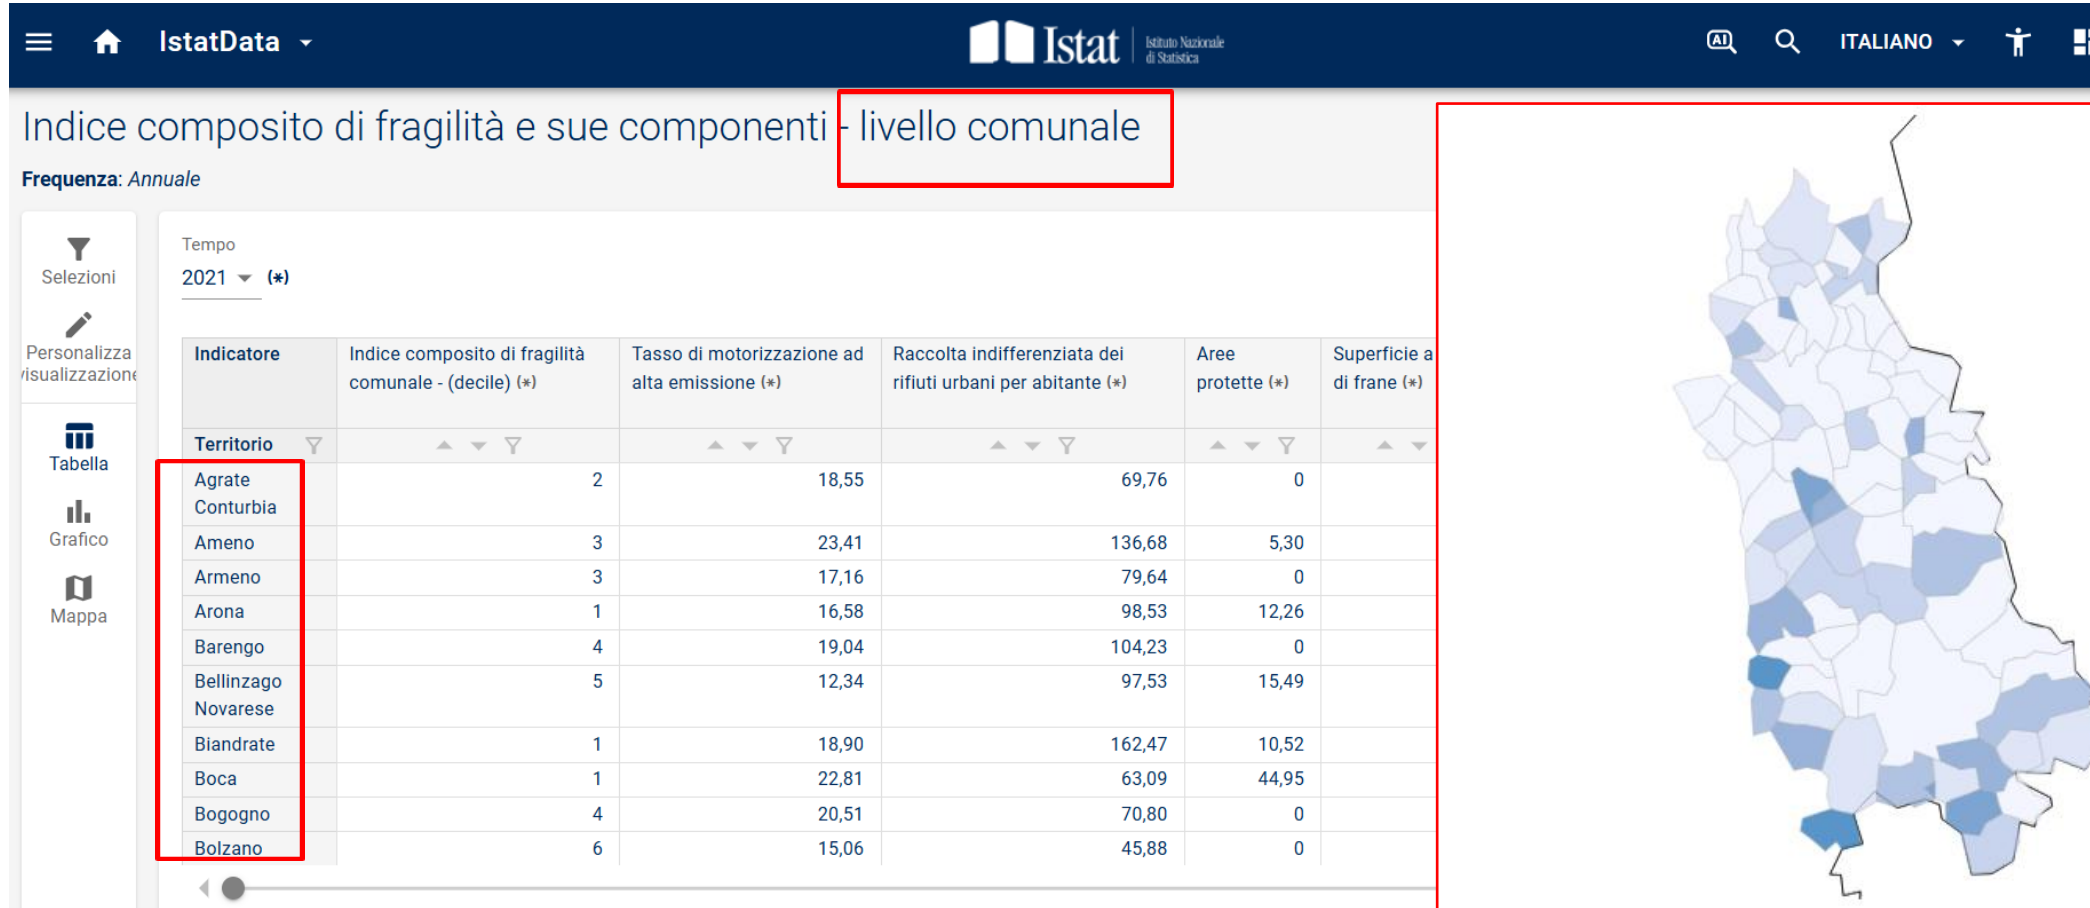 IstatData
Istat
Istituto Nazionale
di Statistica
AI
ITALIANO
Indice composito di fragilità e sue componenti - livello comunale
Frequenza: Annuale
Selezioni
Personalizza
visualizzazione
Tabella
Grafico
Mappa
Tempo
2021 (*)
Indicatore
Indice composito di fragilità
comunale - (decile) (*)
Tasso di motorizzazione ad
alta emissione (*)
Raccolta indifferenziata dei
rifiuti urbani per abitante (*)
Aree
protette (*)
Superficie a
di frane (*)
Territorio
Agrate
Conturbia 2 18,55 69,76 0
Ameno 3 23,41 136,68 5,30
Armeno 3 17,16 79,64 0
Arona 1 16,58 98,53 12,26
Barengo 4 19,04 104,23 0
Bellinzago
Novarese 5 12,34 97,53 15,49
Biandrate 1 18,90 162,47 10,52
Boca 1 22,81 63,09 44,95
Bogogno 4 20,51 70,80 0
Bolzano 6 15,06 45,88 0